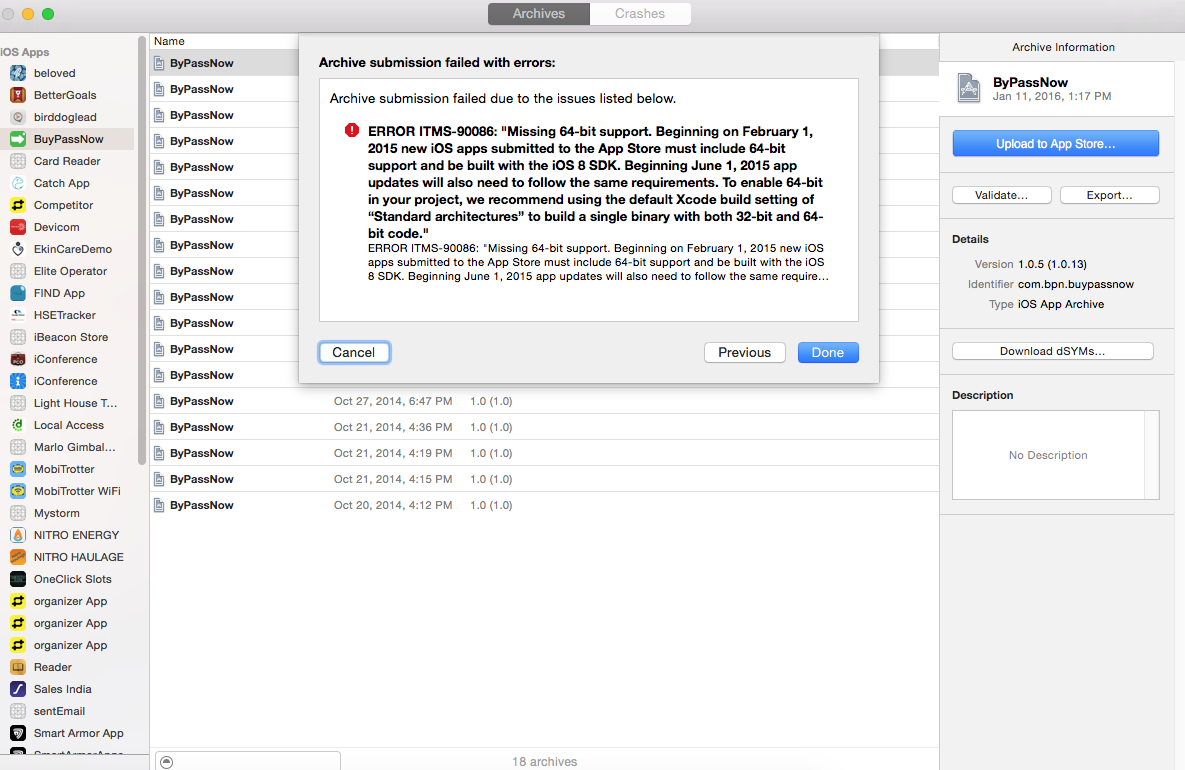 Archives
Crashes
iOS Apps
beloved
BetterGoals
birddoglead
BuyPassNow
Card Reader
Catch App
Competitor
Devicom
EkinCareDemo
Elite Operator
FIND App
HSETracker
iBeacon Store
iConference
iConference
Light House T...
Local Access
Marlo Gimbal...
MobiTrotter
MobiTrotter WiFi
Mystorm
NITRO ENERGY
NITRO HAULAGE
OneClick Slots
organizer App
organizer App
organizer App
Reader
Sales India
sentEmail
Smart Armor App
Name
ByPassNow
ByPassNow
ByPassNow
ByPassNow
ByPassNow
ByPassNow
ByPassNow
ByPassNow
ByPassNow
ByPassNow
ByPassNow
ByPassNow
ByPassNow
ByPassNow Oct 27, 2014, 6:47 PM 1.0 (1.0)
ByPassNow Oct 21, 2014, 4:36 PM 1.0 (1.0)
ByPassNow Oct 21, 2014, 4:19 PM 1.0 (1.0)
ByPassNow Oct 21, 2014, 4:15 PM 1.0 (1.0)
ByPassNow Oct 20, 2014, 4:12 PM 1.0 (1.0)
18 archives
Archive submission failed with errors:
Archive submission failed due to the issues listed below.
ERROR ITMS-90086: "Missing 64-bit support. Beginning on February 1,
2015 new iOS apps submitted to the App Store must include 64-bit
support and be built with the iOS 8 SDK. Beginning June 1, 2015 app
updates will also need to follow the same requirements. To enable 64-bit
in your project, we recommend using the default Xcode build setting of
“Standard architectures” to build a single binary with both 32-bit and 64-
bit code."
ERROR ITMS-90086: "Missing 64-bit support. Beginning on February 1, 2015 new iOS
apps submitted to the App Store must include 64-bit support and be built with the iOS
8 SDK. Beginning June 1, 2015 app updates will also need to follow the same require...
Cancel
Previous
Done
Archive Information
ByPassNow
Jan 11, 2016, 1:17 PM
Upload to App Store...
Validate...
Export...
Details
Version 1.0.5 (1.0.13)
Identifier com.bpn.buypassnow
Type iOS App Archive
Download dSYMs...
Description
No Description